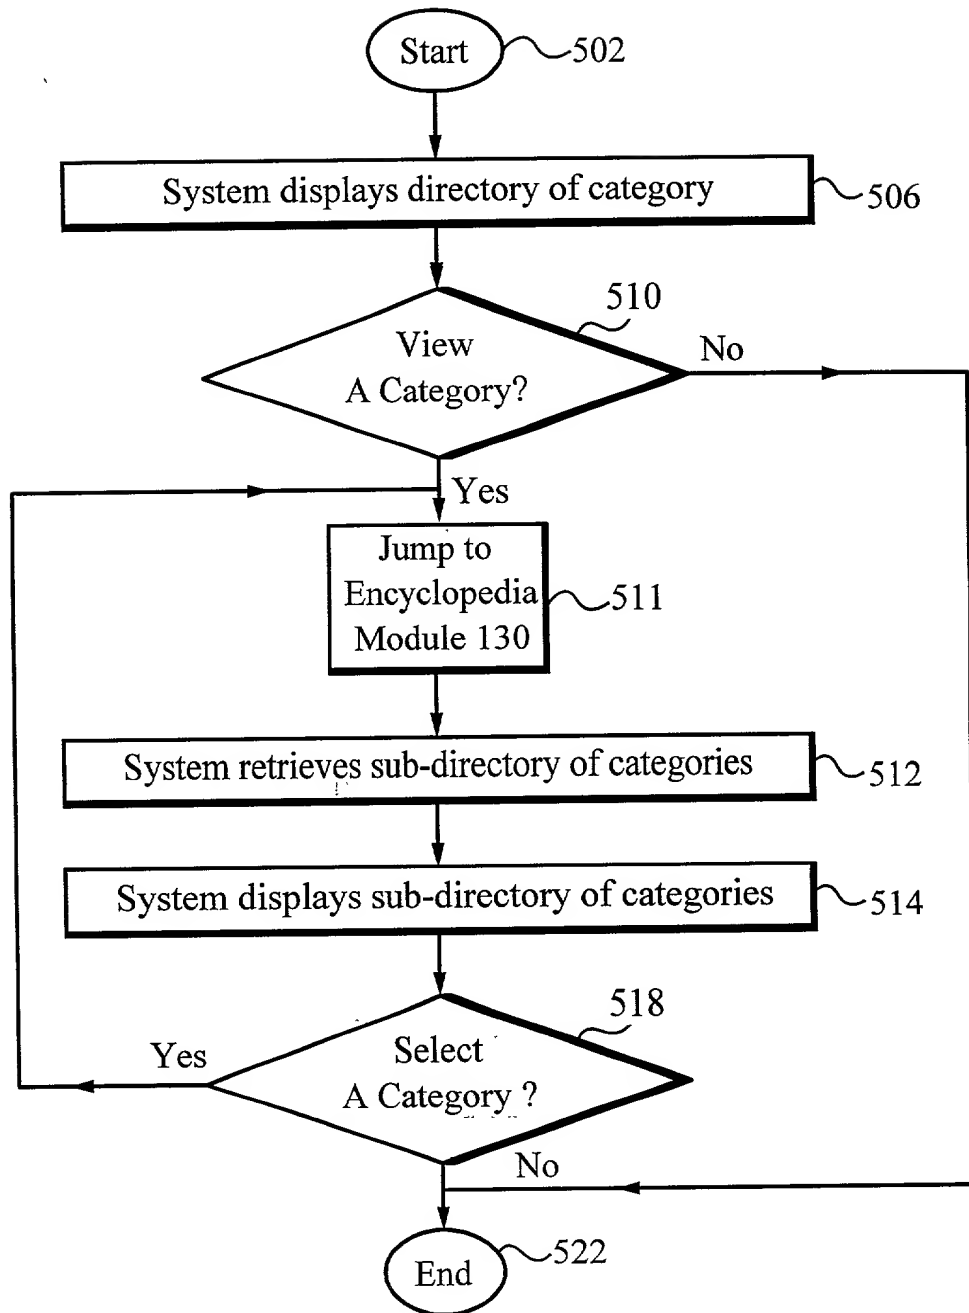 Start
502
System displays directory of category
506
510
View
A Category?
No
Yes
Jump to
Encyclopedia
Module 130
511
System retrieves sub-directory of categories
512
System displays sub-directory of categories
514
518
Select
A Category ?
Yes
No
End
522